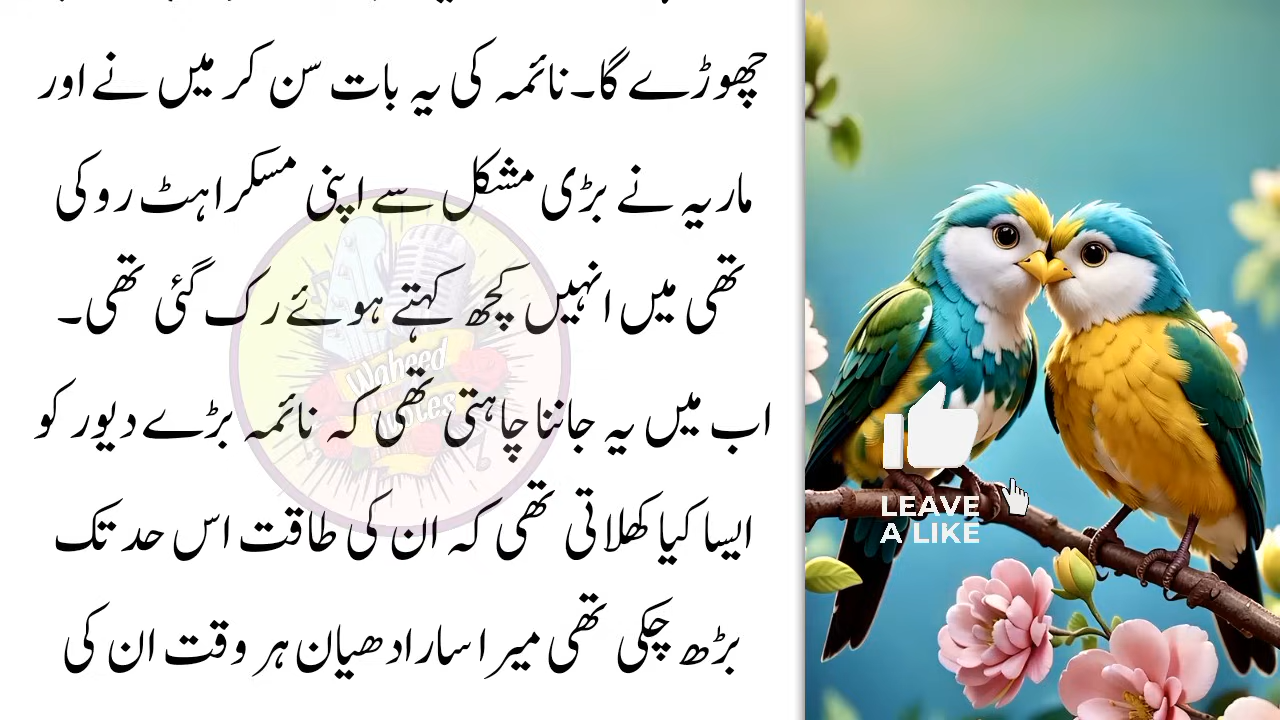 چھوڑے گا۔نائمہ کی یہ بات سن کر میں نے اور
ماریہ نے بڑی مشکل سے اپنی مسکراہٹ روکی
تھی میں انہیں کچھ کہتے ہوئے رک گئی تھی۔
اب میں یہ جاننا چاہتی تھی کہ نائمہ بڑے دیور کو
ایسا کیا کھلاتی تھی کہ ان کی طاقت اس حد تک
بڑھ چکی تھی میرا سارا دھیان ہر وقت ان کی
Waheed
Notes
LEAVE
A LIKE